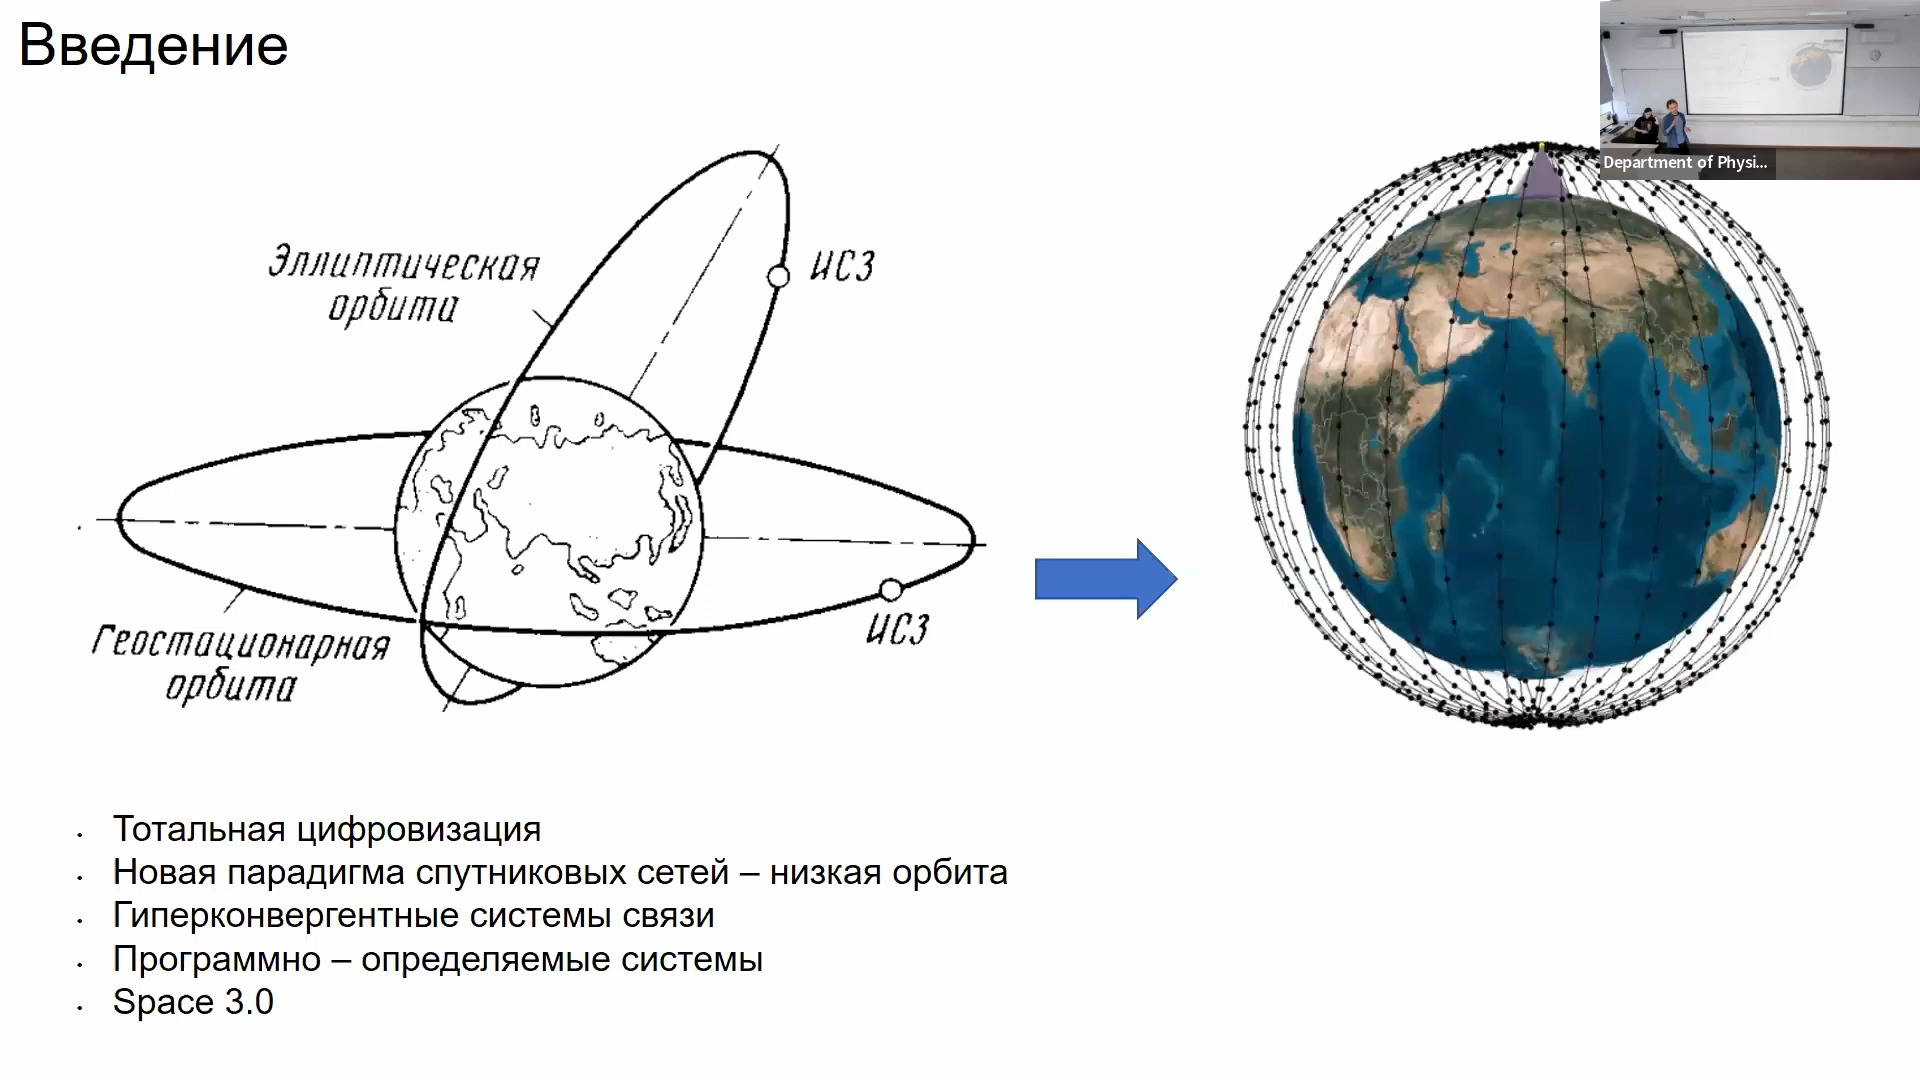 Введение
Department of Physi...
Эллиптическая
орбита
ИСЗ
Геостационарная
орбита
ИСЗ
• Тотальная цифровизация
• Новая парадигма спутниковых сетей – низкая орбита
• Гиперконвергентные системы связи
• Программно – определяемые системы
• Space 3.0